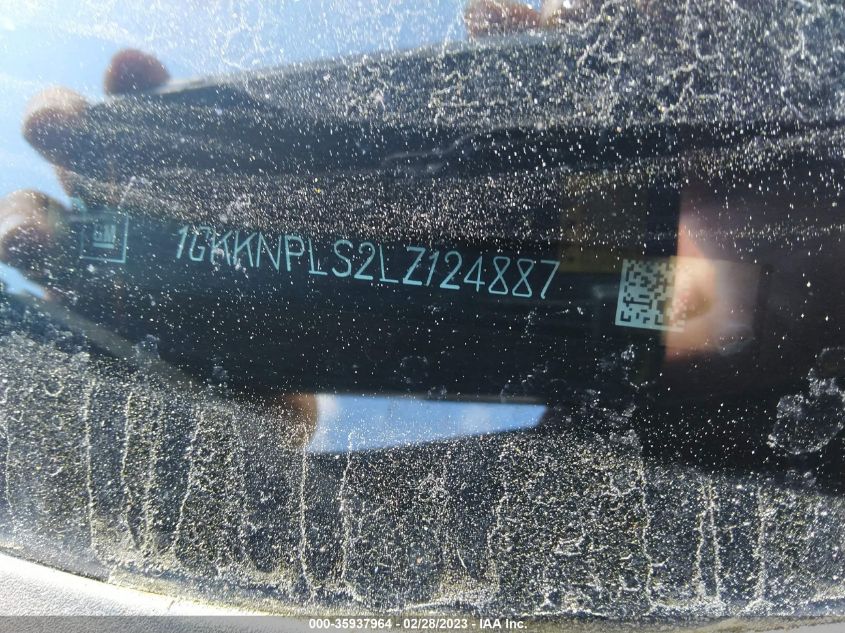 1GKKNPLS2LZ124887
000-35937964 - 02/28/2023 - IAA Inc.